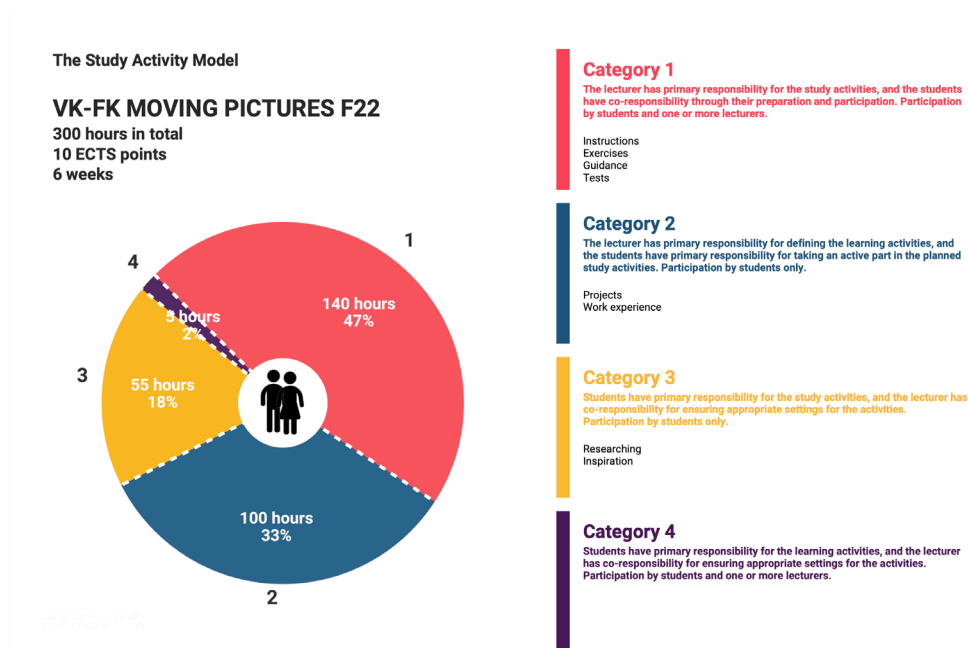 The Study Activity Model
VK-FK MOVING PICTURES F22
300 hours in total
10 ECTS points
6 weeks
1
140 hours
47%
4
5 hours
2%
3
55 hours
18%
100 hours
33%
2
Category 1
The lecturer has primary responsibility for the study activities, and the students
have co-responsibility through their preparation and participation. Participation
by students and one or more lecturers.
Instructions
Exercises
Guidance
Tests
Category 2
The lecturer has primary responsibility for defining the learning activities, and
the students have primary responsibility for taking an active part in the planned
study activities. Participation by students only.
Projects
Work experience
Category 3
Students have primary responsibility for the study activities, and the lecturer has
co-responsibility for ensuring appropriate settings for the activities.
Participation by students only.
Researching
Inspiration
Category 4
Students have primary responsibility for the learning activities, and the lecturer
has co-responsibility for ensuring appropriate settings for the activities.
Participation by students and one or more lecturers.